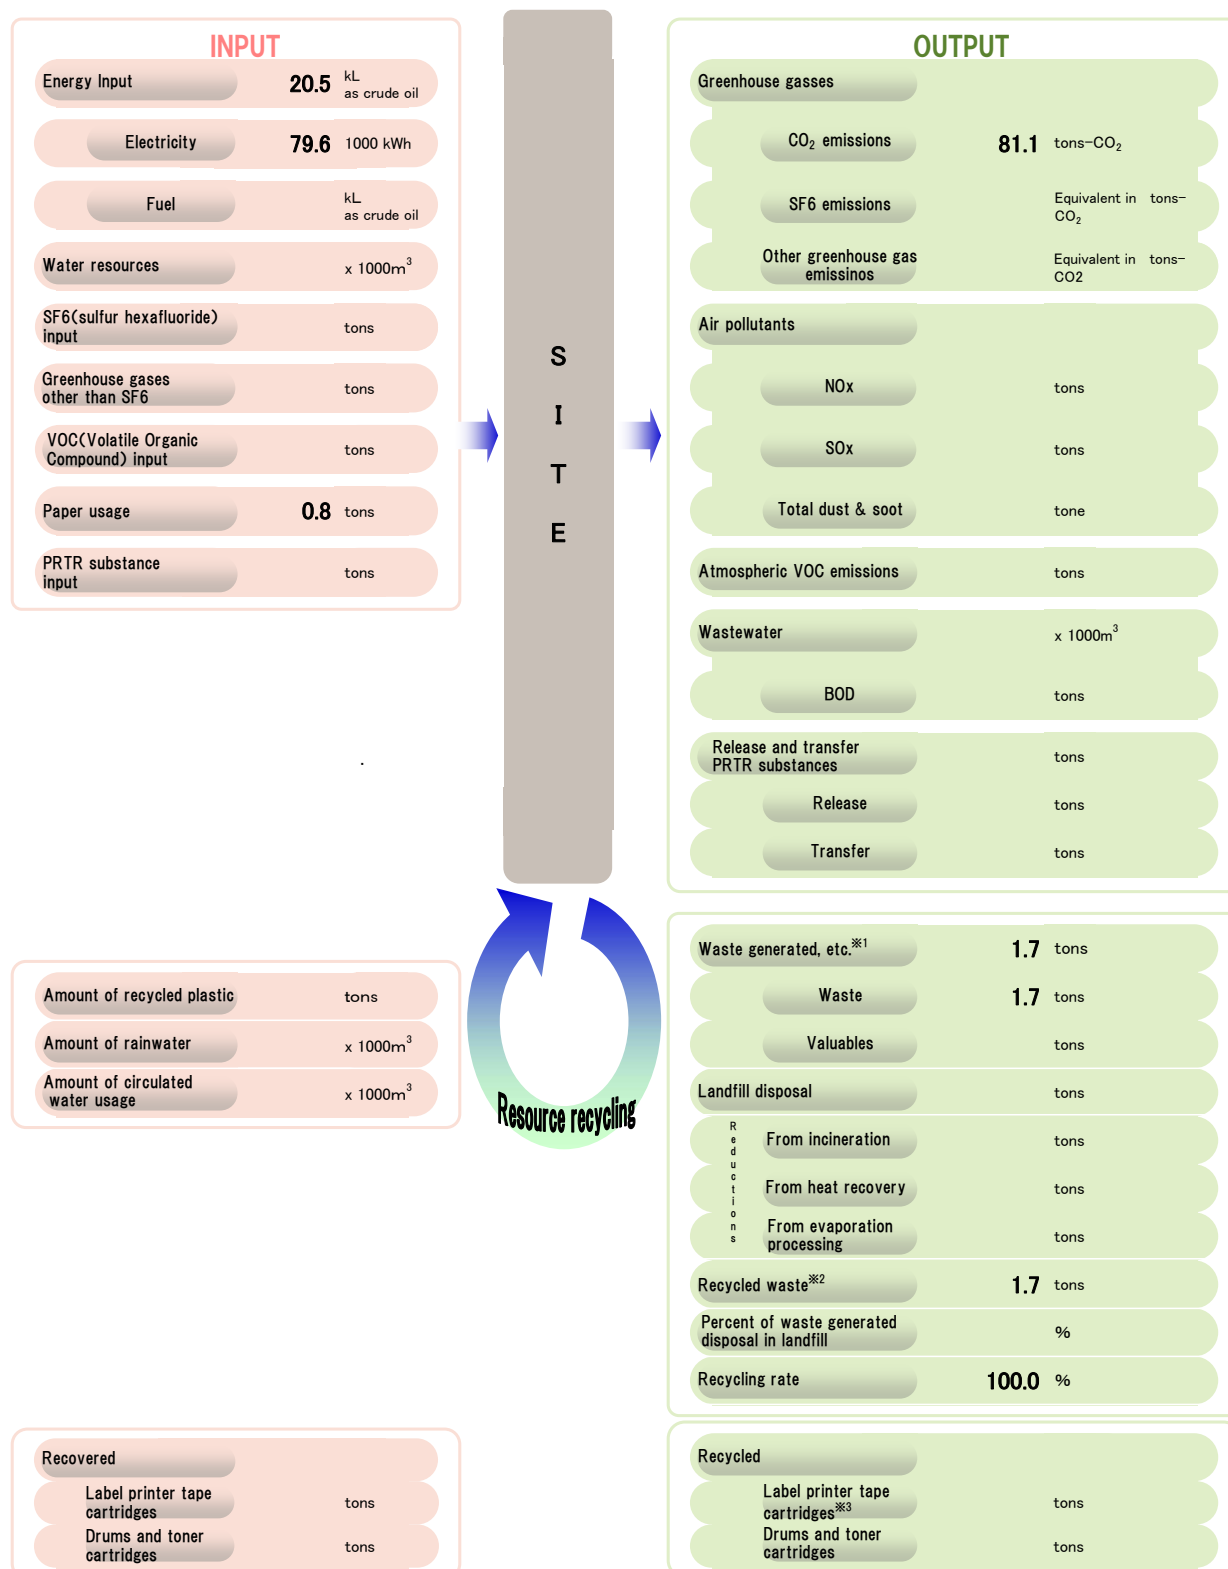 INPUT
Energy Input 20.5 kL
as crude oil
Electricity 79.6 1000 kWh
Fuel kL
as crude oil
Water resources x 1000m³
SF6(sulfur hexafluoride)
input tons
Greenhouse gases
other than SF6 tons
VOC(Volatile Organic
Compound) input tons
Paper usage 0.8 tons
PRTR substance
input tons
S
I
T
E
OUTPUT
Greenhouse gasses
CO₂ emissions 81.1 tons-CO₂
SF6 emissions Equivalent in tons-
CO₂
Other greenhouse gas
emissinos Equivalent in tons-
CO2
Air pollutants
NOx tons
SOx tons
Total dust & soot tone
Atmospheric VOC emissions tons
Wastewater x 1000m³
BOD tons
Release and transfer
PRTR substances tons
Release tons
Transfer tons
Amount of recycled plastic tons
Amount of rainwater x 1000m³
Amount of circulated
water usage x 1000m³
Resource recycling
Waste generated, etc.※1 1.7 tons
Waste 1.7 tons
Valuables tons
Landfill disposal tons
Reductions
From incineration tons
From heat recovery tons
From evaporation
processing tons
Recycled waste※2 1.7 tons
Percent of waste generated
disposal in landfill %
Recycling rate 100.0 %
Recovered
Label printer tape
cartridges tons
Drums and toner
cartridges tons
Recycled
Label printer tape
cartridges※3 tons
Drums and toner
cartridges tons